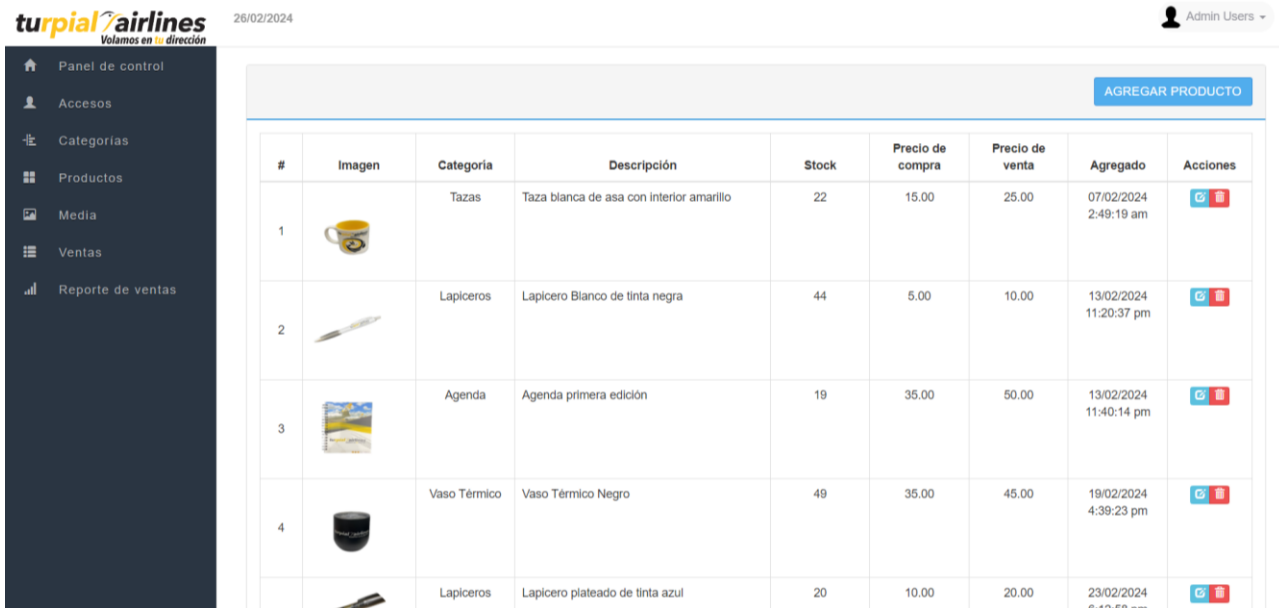 turpial airlines
Volamos en tu dirección
26/02/2024
Admin Users
Panel de control
Accesos
Categorías
Productos
Media
Ventas
Reporte de ventas
AGREGAR PRODUCTO
# Imagen Categoría Descripción Stock Precio de compra Precio de venta Agregado Acciones
1 Tazas Taza blanca de asa con interior amarillo 22 15.00 25.00 07/02/2024 2:49:19 am
2 Lapiceros Lapicero Blanco de tinta negra 44 5.00 10.00 13/02/2024 11:20:37 pm
3 Agenda Agenda primera edición 19 35.00 50.00 13/02/2024 11:40:14 pm
4 Vaso Térmico Vaso Térmico Negro 49 35.00 45.00 19/02/2024 4:39:23 pm
Lapiceros Lapicero plateado de tinta azul 20 10.00 20.00 23/02/2024